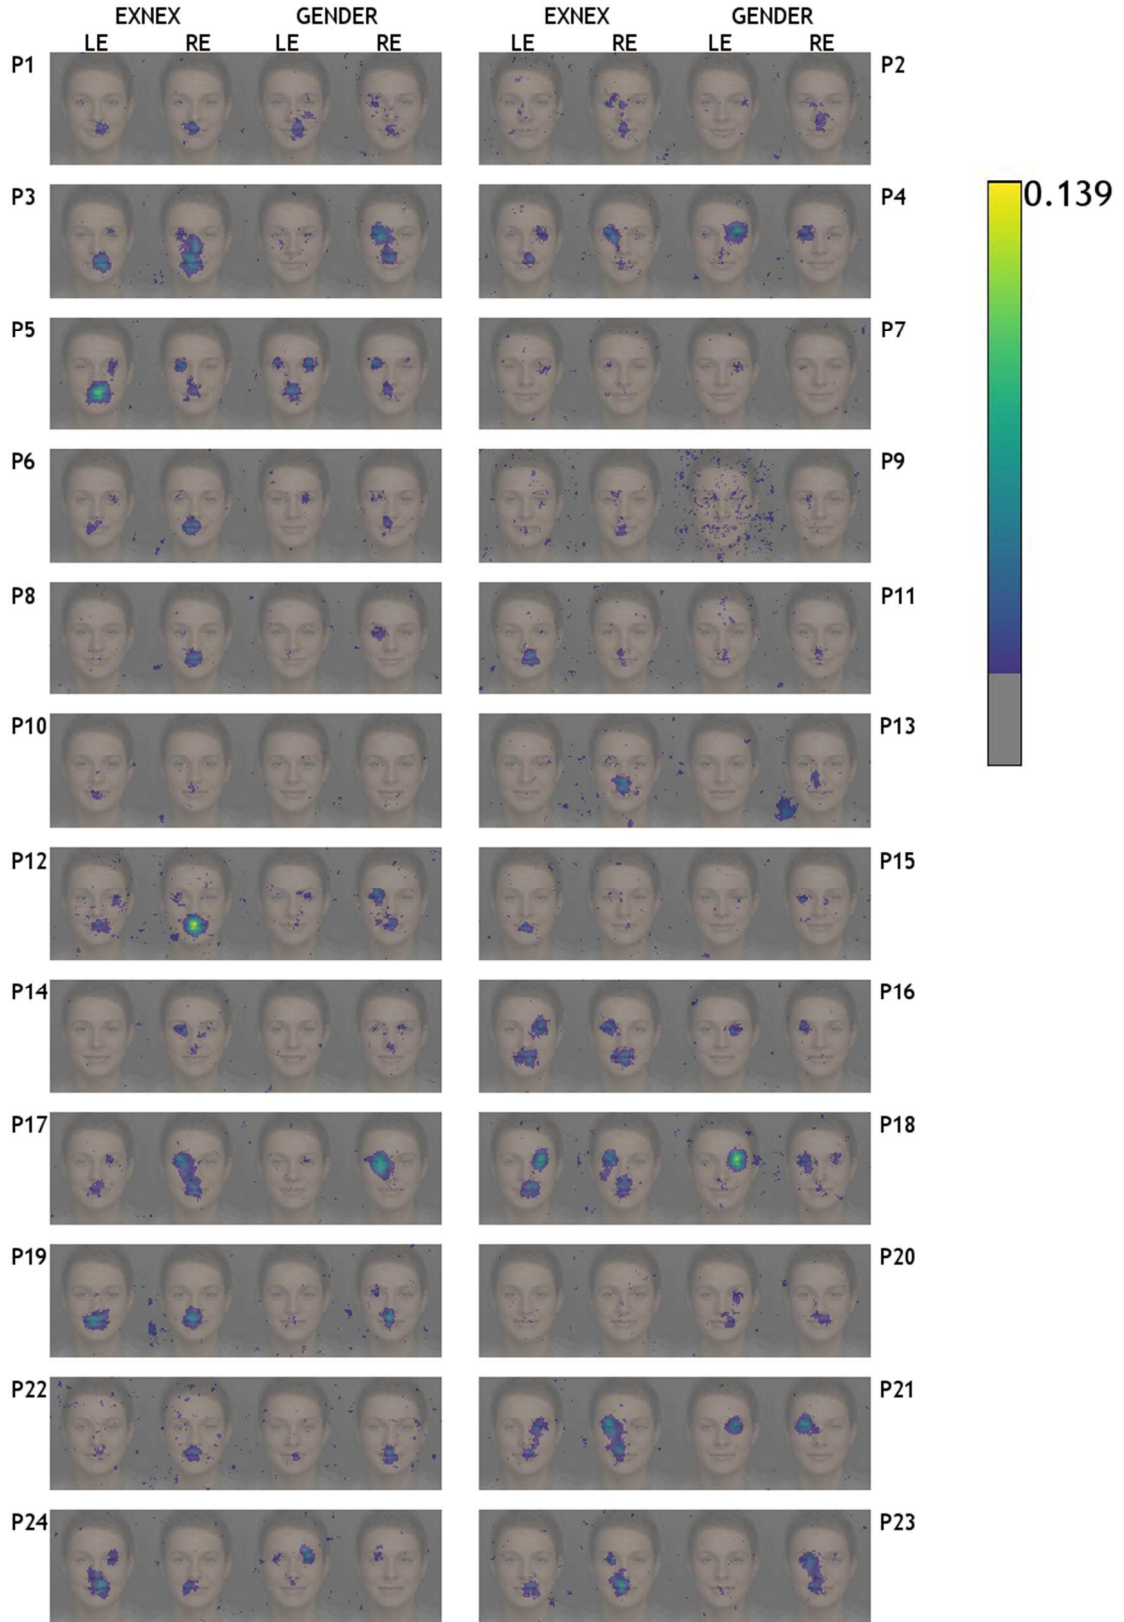 EXNEX GENDER EXNEX GENDER
LE RE LE RE LE RE LE RE
P1 P2
P3 P4
0.139
P5 P7
P6 P9
P8 P11
P10 P13
P12 P15
P14 P16
P17 P18
P19 P20
P22 P21
P24 P23